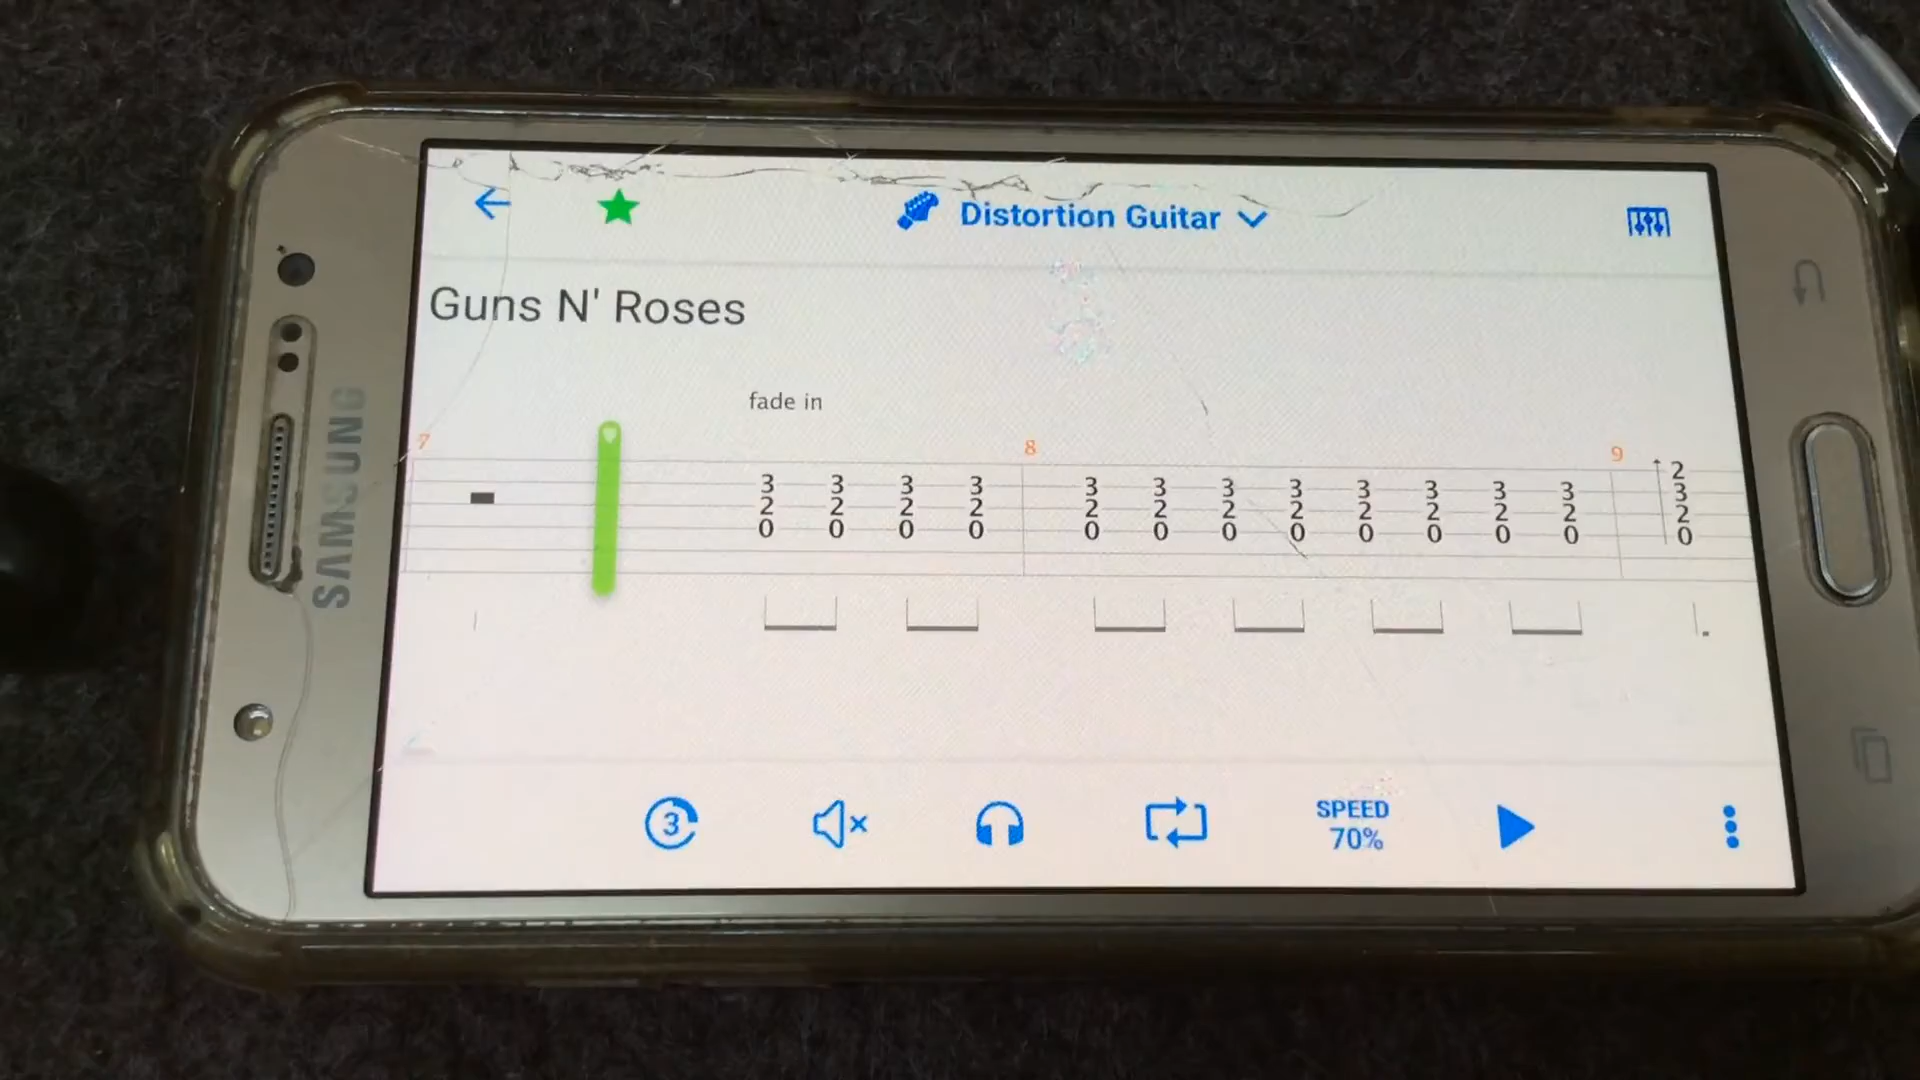 Distortion Guitar
Guns N' Roses
fade in
7 8 9
2
3 3 3 3 3 3 3 3 3 3 3 3 3
2 2 2 2 2 2 2 2 2 2 2 2 2
0 0 0 0 0 0 0 0 0 0 0 0 0
3
SPEED
70%
SAMSUNG